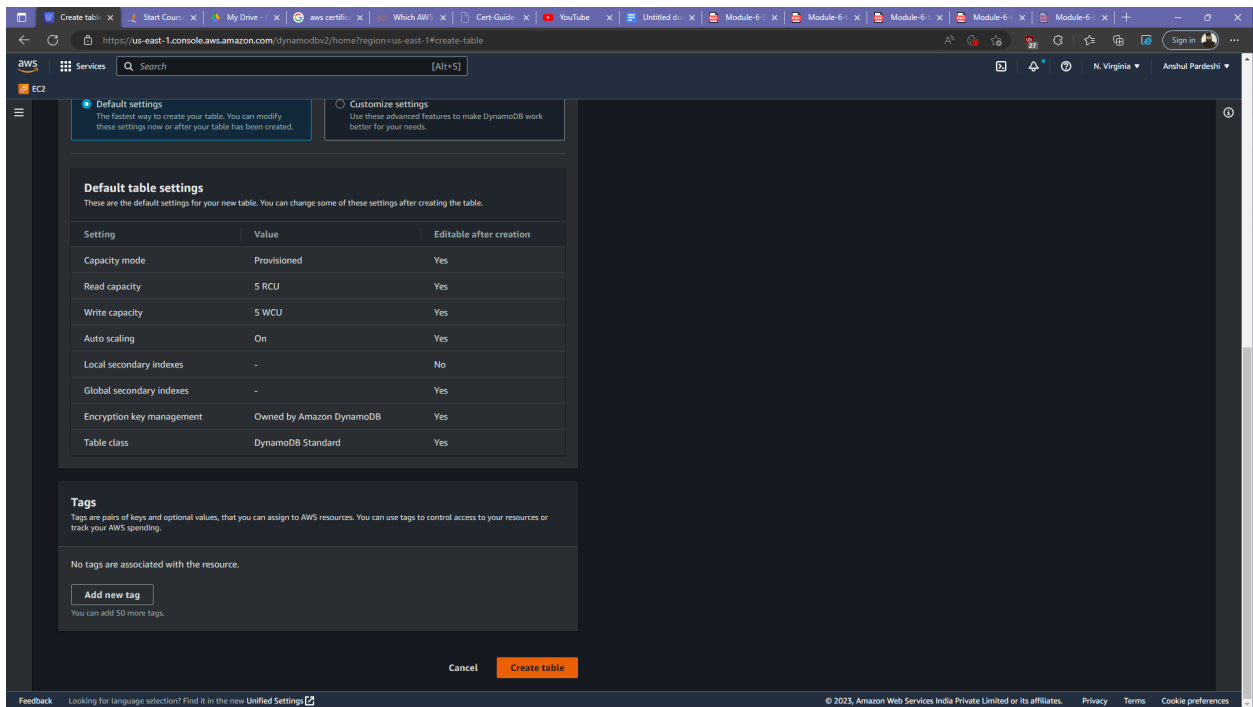 Create table
Start Cours
My Drive -
aws certific
Which AWS
Cert-Guide
YouTube
Untitled do
Module-6-
Module-6-
Module-6-
Module-6-
Module-6-
https://us-east-1.console.aws.amazon.com/dynamodbv2/home?region=us-east-1#create-table
27
Sign in
aws
Services
Search
[Alt+S]
N. Virginia
Anshul Pardeshi
EC2
Default settings
The fastest way to create your table. You can modify
these settings now or after your table has been created.
Customize settings
Use these advanced features to make DynamoDB work
better for your needs.
Default table settings
These are the default settings for your new table. You can change some of these settings after creating the table.
Setting Value Editable after creation
Capacity mode Provisioned Yes
Read capacity 5 RCU Yes
Write capacity 5 WCU Yes
Auto scaling On Yes
Local secondary indexes - No
Global secondary indexes - Yes
Encryption key management Owned by Amazon DynamoDB Yes
Table class DynamoDB Standard Yes
Tags
Tags are pairs of keys and optional values, that you can assign to AWS resources. You can use tags to control access to your resources or
track your AWS spending.
No tags are associated with the resource.
Add new tag
You can add 50 more tags.
Cancel
Create table
Feedback
Looking for language selection? Find it in the new Unified Settings
© 2023, Amazon Web Services India Private Limited or its affiliates.
Privacy
Terms
Cookie preferences